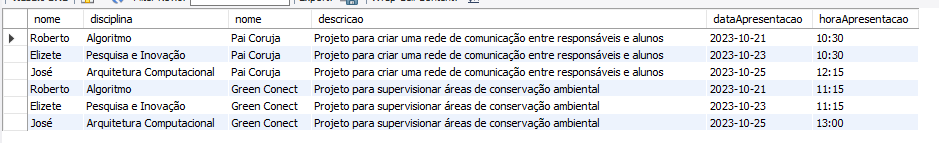 nome disciplina nome descricao dataApresentacao horaApresentacao
Roberto Algoritmo Pai Coruja Projeto para criar uma rede de comunicação entre responsáveis e alunos 2023-10-21 10:30
Elizete Pesquisa e Inovação Pai Coruja Projeto para criar uma rede de comunicação entre responsáveis e alunos 2023-10-23 10:30
José Arquitetura Computacional Pai Coruja Projeto para criar uma rede de comunicação entre responsáveis e alunos 2023-10-25 12:15
Roberto Algoritmo Green Conect Projeto para supervisionar áreas de conservação ambiental 2023-10-21 11:15
Elizete Pesquisa e Inovação Green Conect Projeto para supervisionar áreas de conservação ambiental 2023-10-23 11:15
José Arquitetura Computacional Green Conect Projeto para supervisionar áreas de conservação ambiental 2023-10-25 13:00